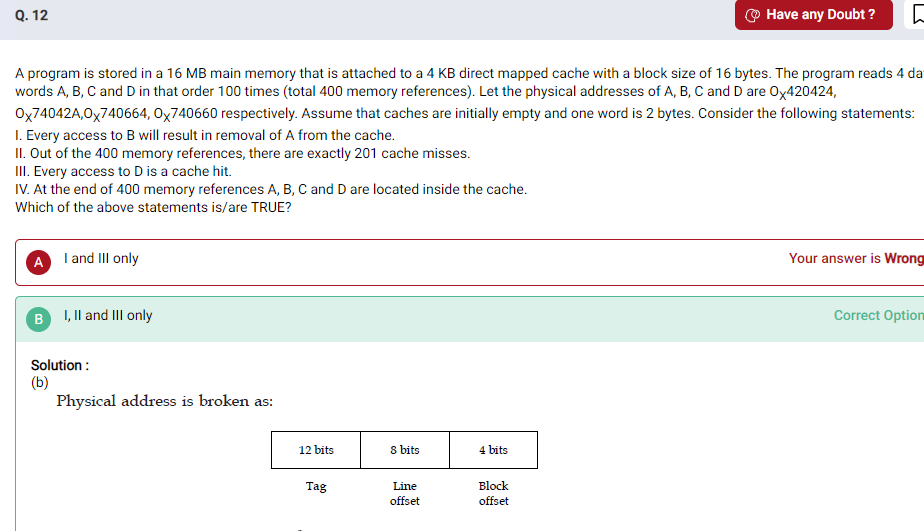 Q. 12
Have any Doubt ?
A program is stored in a 16 MB main memory that is attached to a 4 KB direct mapped cache with a block size of 16 bytes. The program reads 4 da
words A, B, C and D in that order 100 times (total 400 memory references). Let the physical addresses of A, B, C and D are 0x420424,
0x74042A,0x740664, 0x740660 respectively. Assume that caches are initially empty and one word is 2 bytes. Consider the following statements:
I. Every access to B will result in removal of A from the cache.
II. Out of the 400 memory references, there are exactly 201 cache misses.
III. Every access to D is a cache hit.
IV. At the end of 400 memory references A, B, C and D are located inside the cache.
Which of the above statements is/are TRUE?
A
I and III only
Your answer is Wrong
B
I, II and III only
Correct Option
Solution :
(b)
Physical address is broken as:
12 bits 8 bits 4 bits
Tag Line Block
offset offset